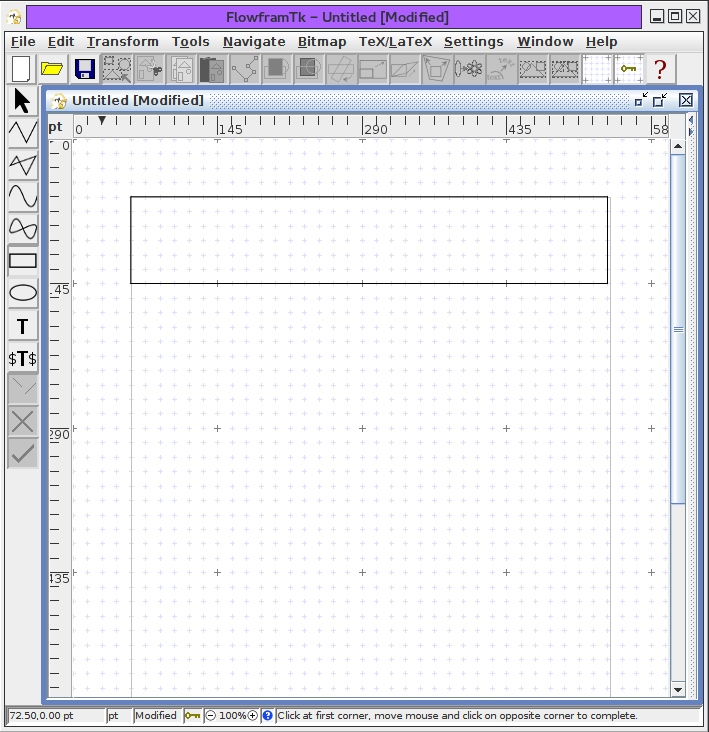 FlowframTk – Untitled [Modified]
File Edit Transform Tools Navigate Bitmap TeX/LaTeX Settings Window Help
?
Untitled [Modified]
pt 0 145 290 435 58
0
145
290
435
T
$T$
72.50,0.00 pt pt Modified 100% ? Click at first corner, move mouse and click on opposite corner to complete.